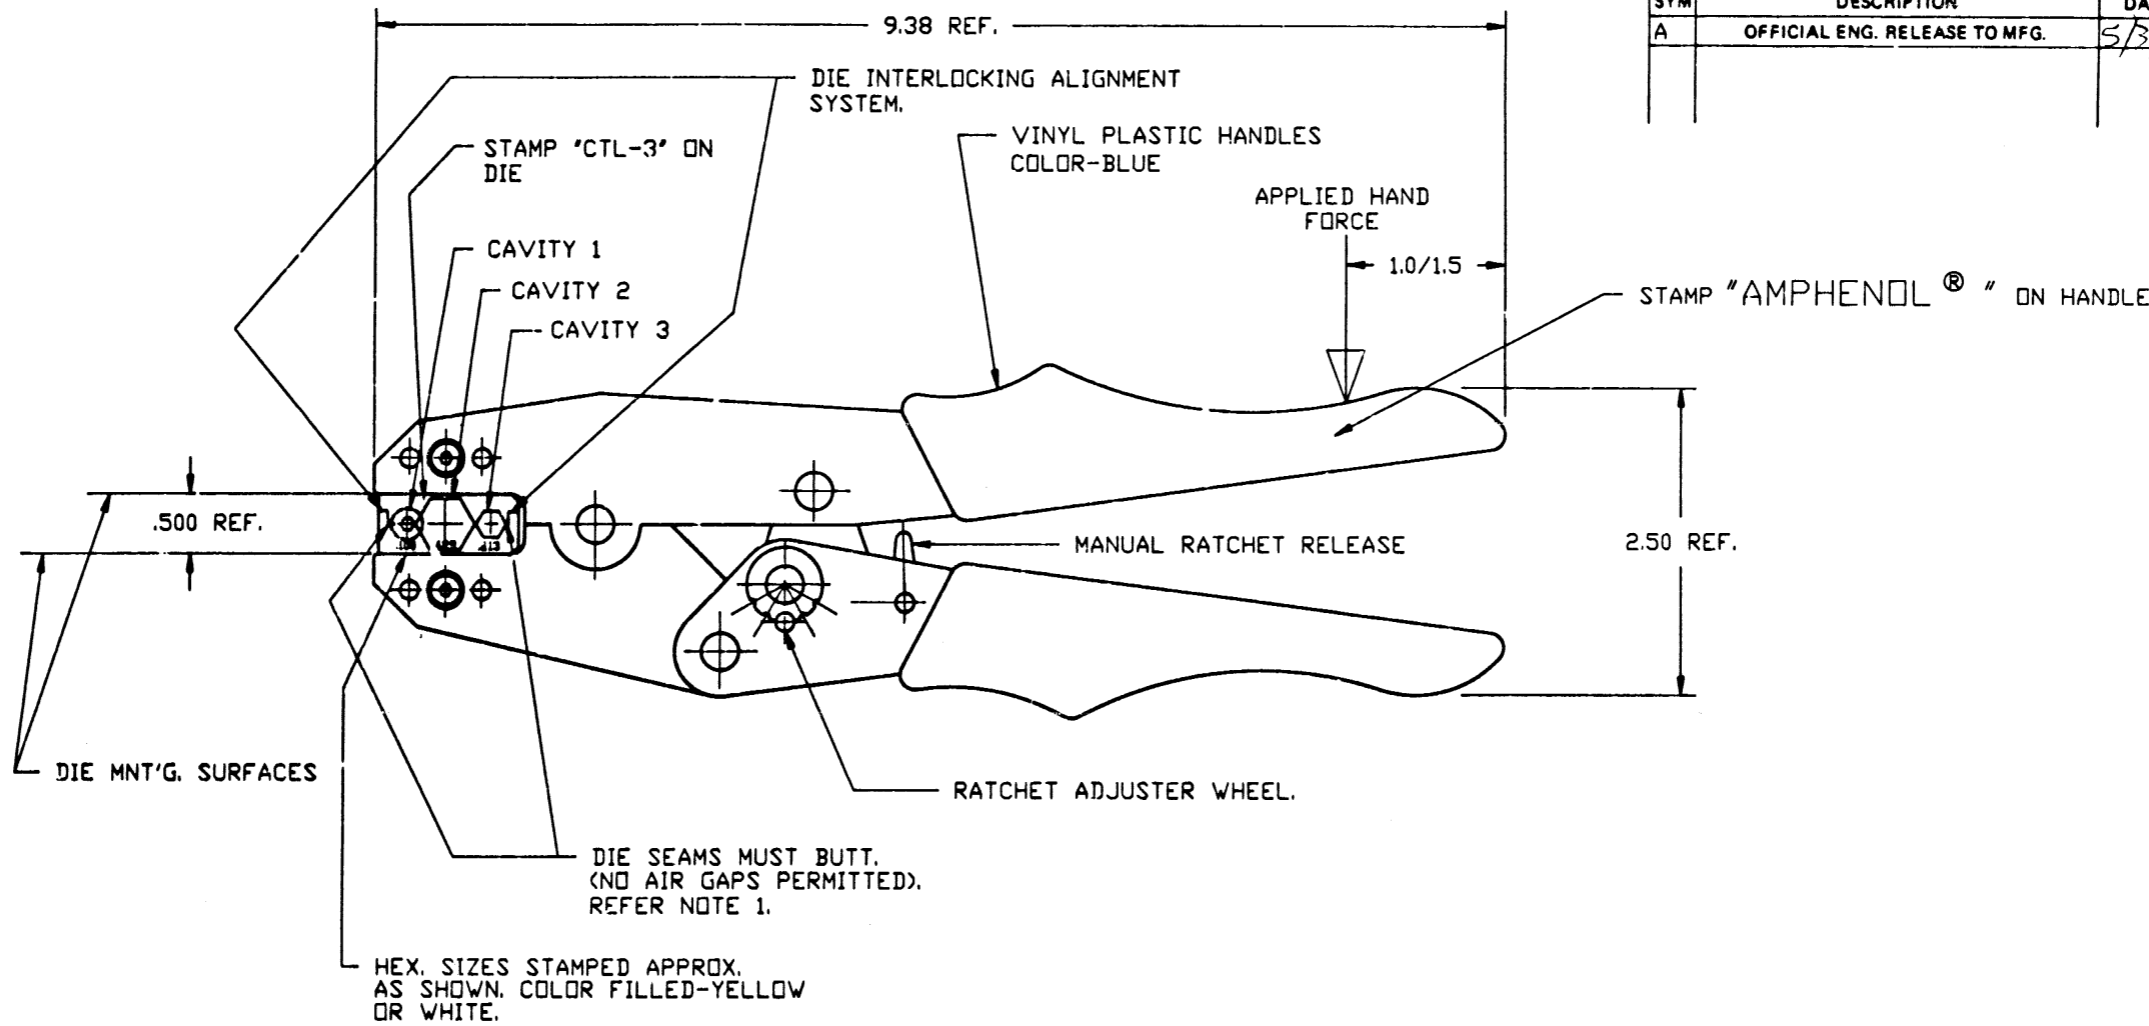 SYM DESCRIPTION
A OFFICIAL ENG. RELEASE TO MFG.
9.38 REF.
DIE INTERLOCKING ALIGNMENT
SYSTEM.
STAMP "CTL-3" ON
DIE
VINYL PLASTIC HANDLES
COLOR-BLUE
APPLIED HAND
FORCE
CAVITY 1
CAVITY 2
CAVITY 3
1.0/1.5
STAMP "AMPHENOL ® " ON HANDLE
.500 REF.
.413
MANUAL RATCHET RELEASE
2.50 REF.
DIE MNT'G. SURFACES
RATCHET ADJUSTER WHEEL.
DIE SEAMS MUST BUTT.
(NO AIR GAPS PERMITTED).
REFER NOTE 1.
HEX. SIZES STAMPED APPROX.
AS SHOWN. COLOR FILLED-YELLOW
OR WHITE.